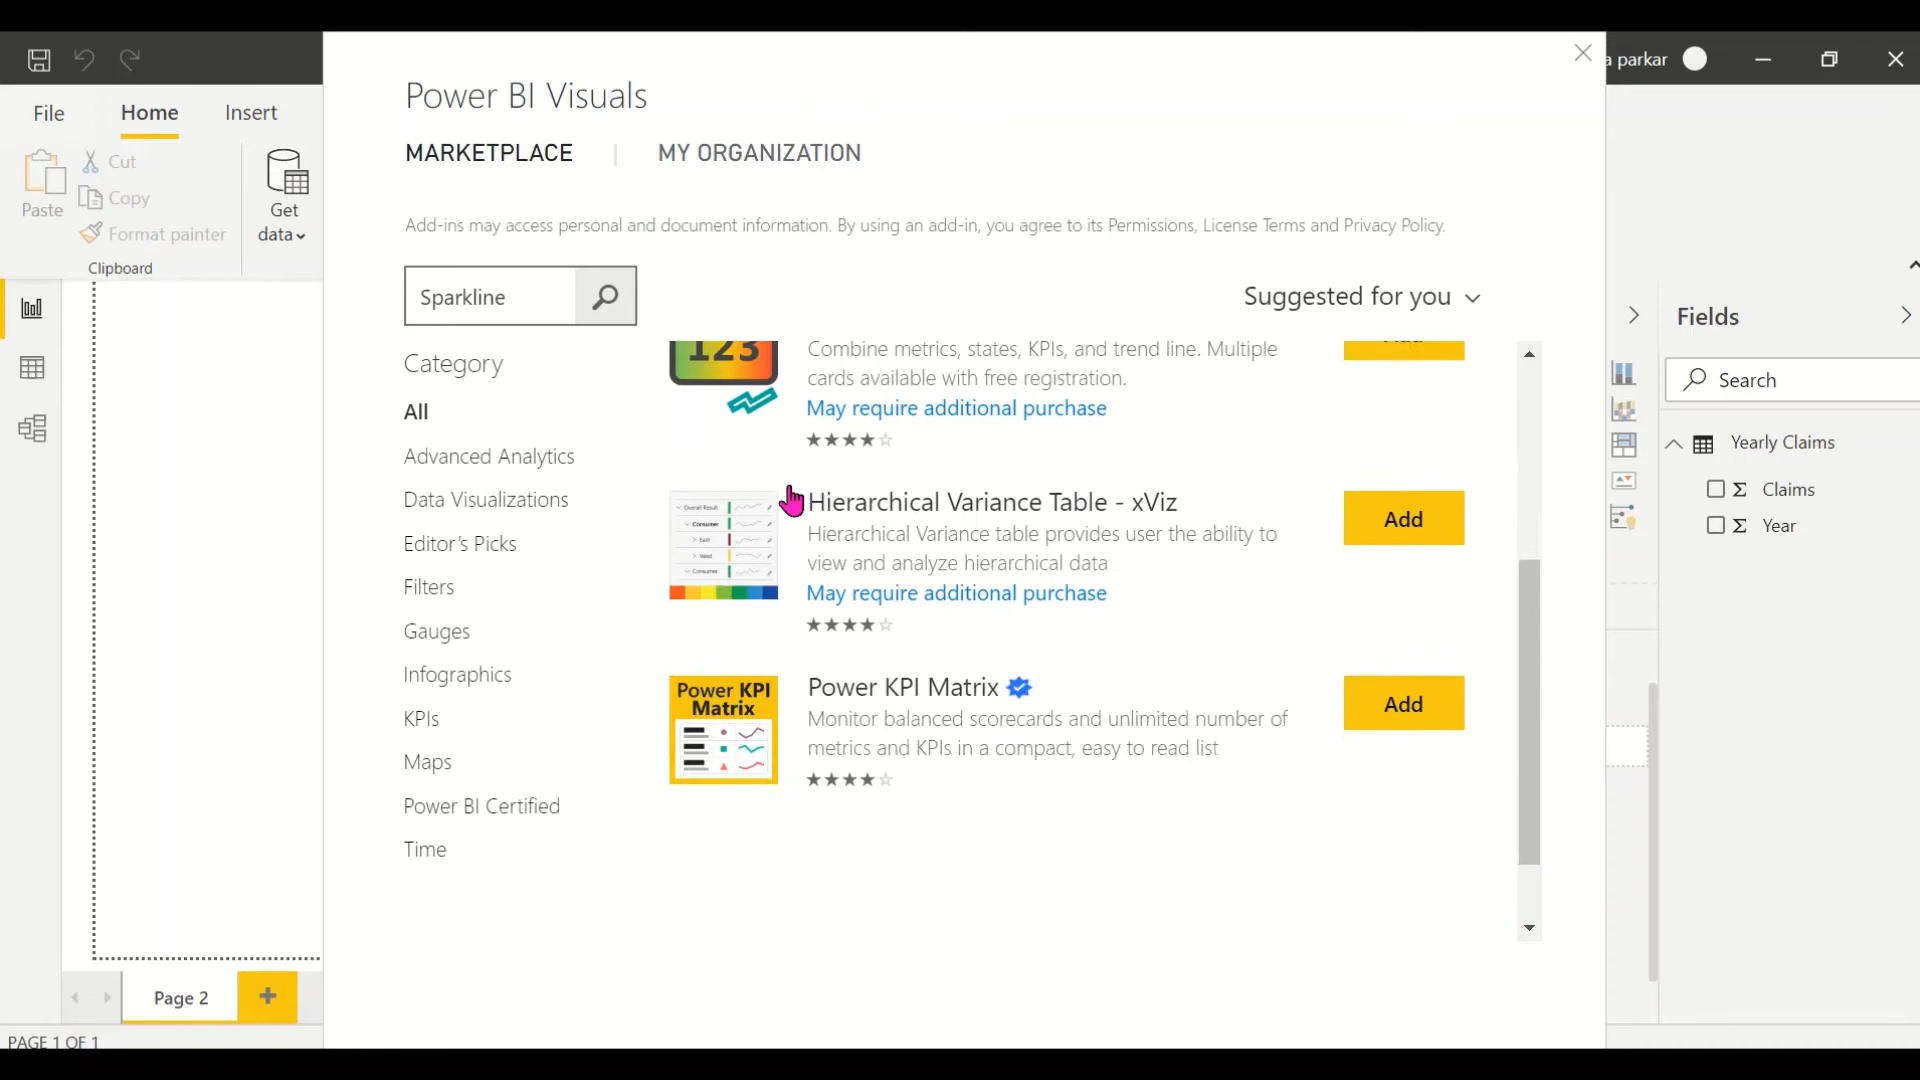 a parkar
File
Home
Insert
Paste
Cut
Copy
Format painter
Clipboard
Get
data
Power BI Visuals
MARKETPLACE | MY ORGANIZATION
Add-ins may access personal and document information. By using an add-in, you agree to its Permissions, License Terms and Privacy Policy.
Sparkline
Suggested for you
Category
All
Advanced Analytics
Data Visualizations
Editor's Picks
Filters
Gauges
Infographics
KPIs
Maps
Power BI Certified
Time
123
Combine metrics, states, KPIs, and trend line. Multiple
cards available with free registration.
May require additional purchase
Overall Result
Consumer
East
West
Consumer
Hierarchical Variance Table - xViz
Hierarchical Variance table provides user the ability to
view and analyze hierarchical data
May require additional purchase
Add
Power KPI
Matrix
Power KPI Matrix
Monitor balanced scorecards and unlimited number of
metrics and KPIs in a compact, easy to read list
Add
Fields
Search
Yearly Claims
Claims
Year
Page 2
PAGE 1 OF 1